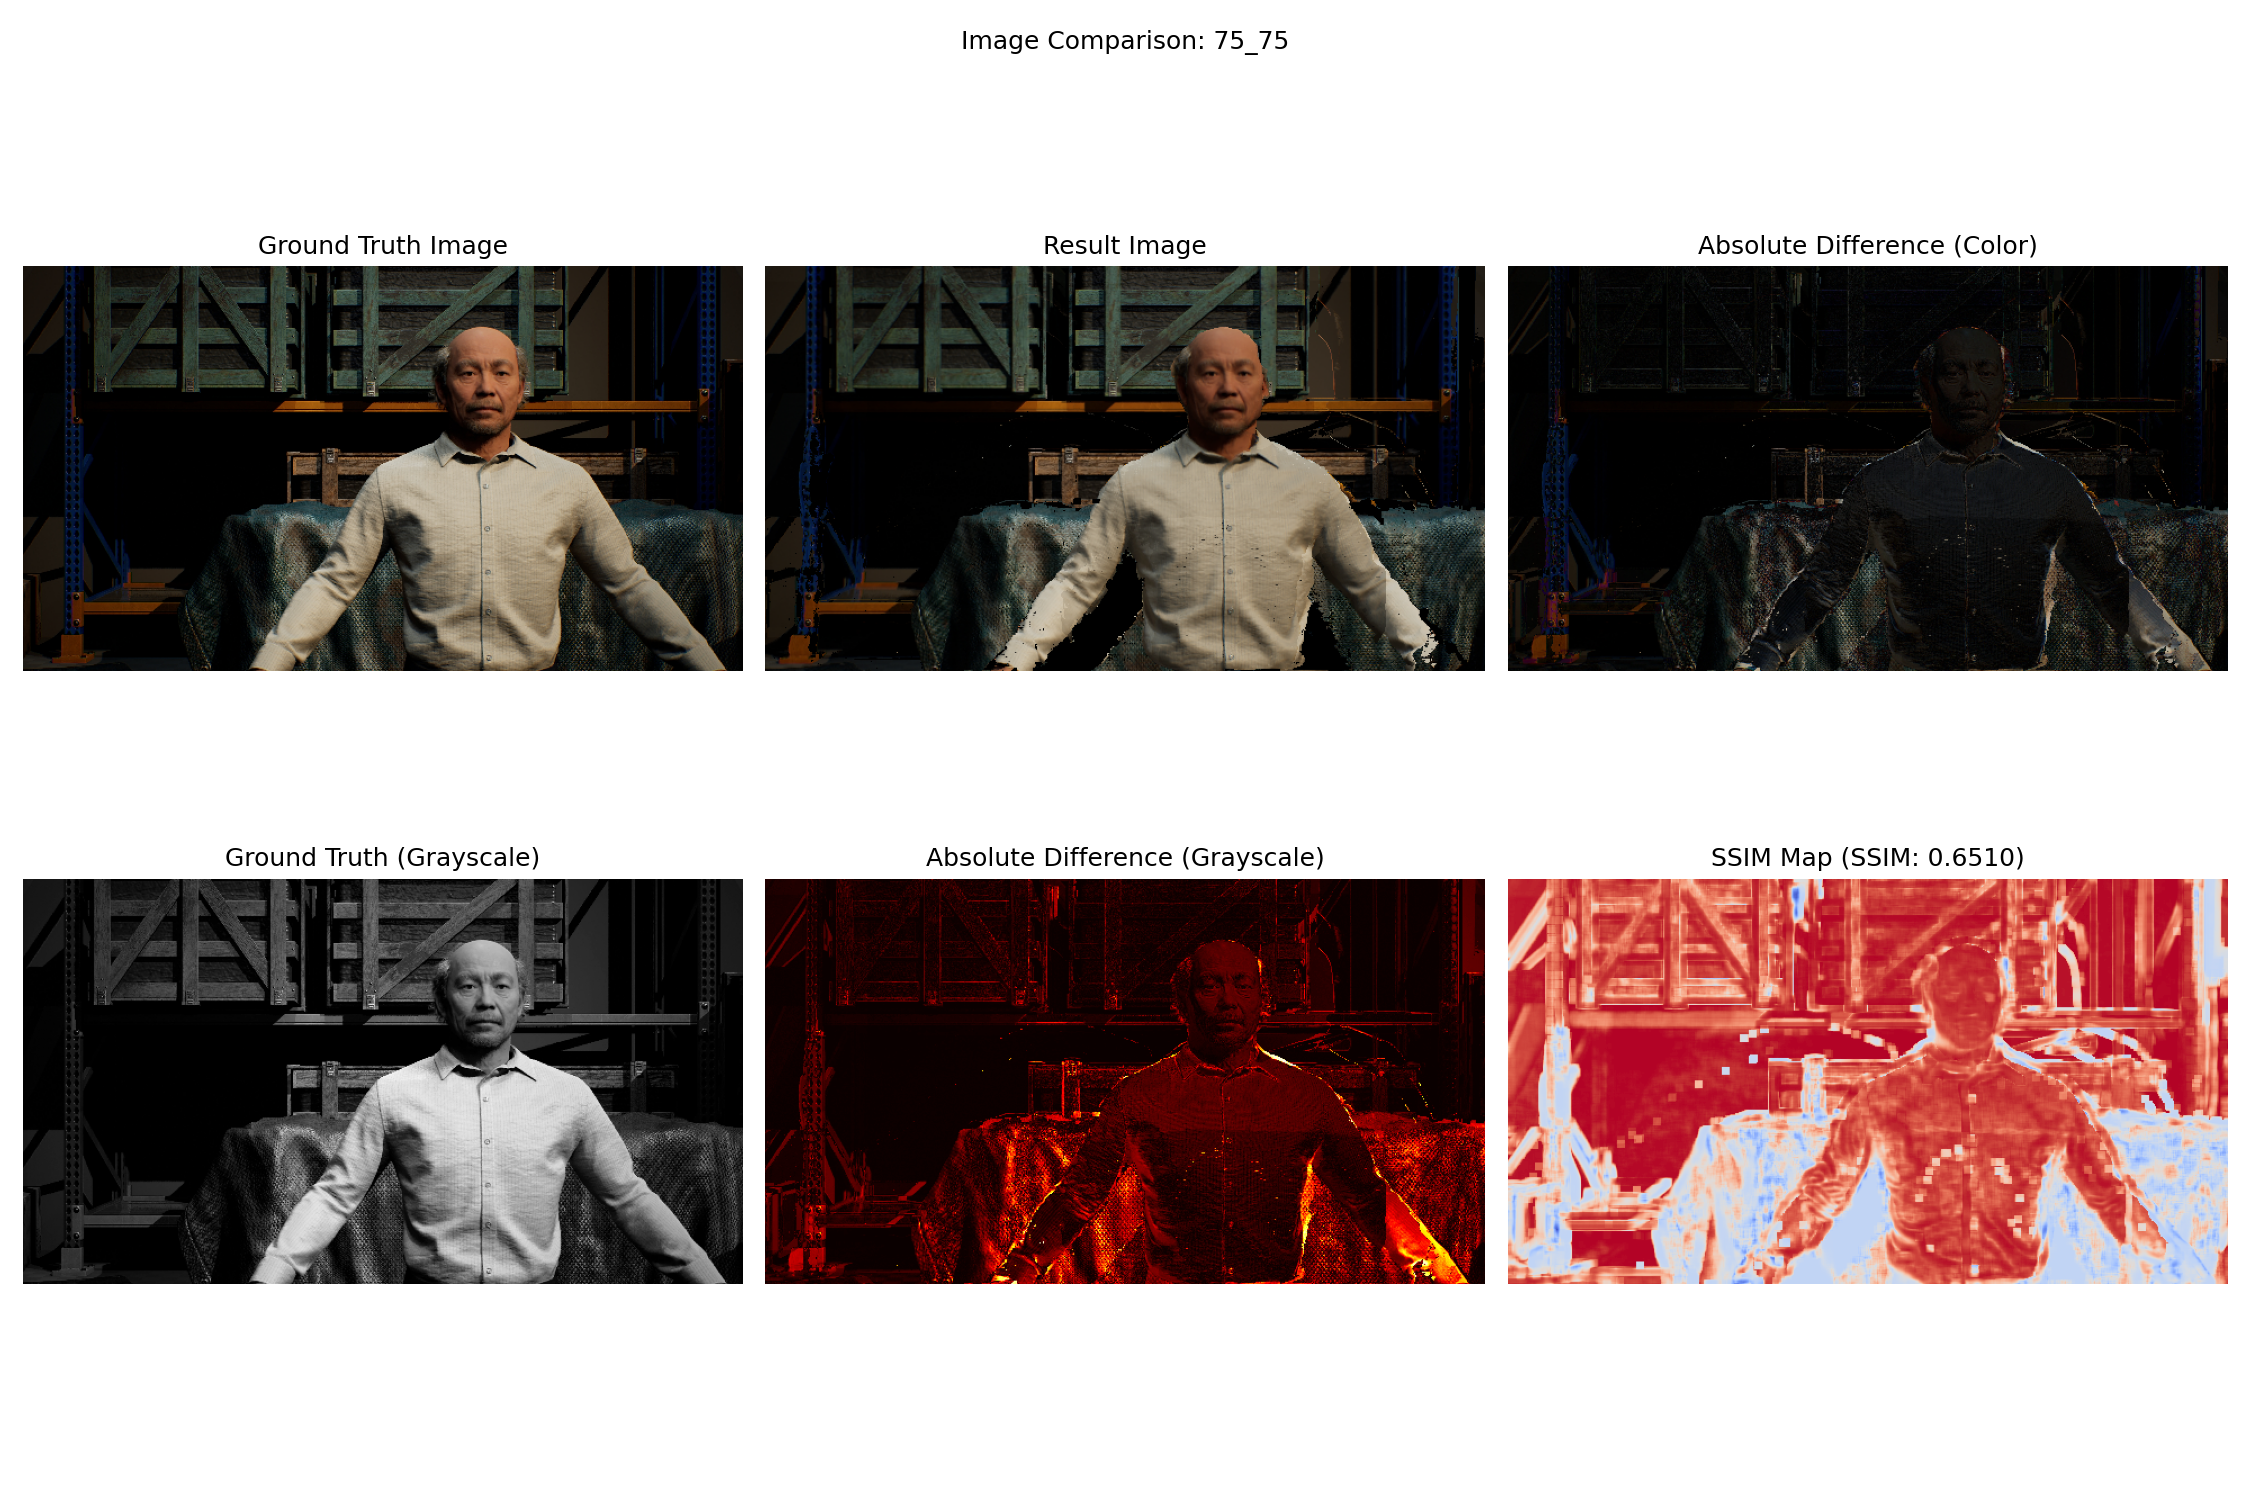 Image Comparison: 75_75
Ground Truth Image
Result Image
Absolute Difference (Color)
Ground Truth (Grayscale)
Absolute Difference (Grayscale)
SSIM Map (SSIM: 0.6510)